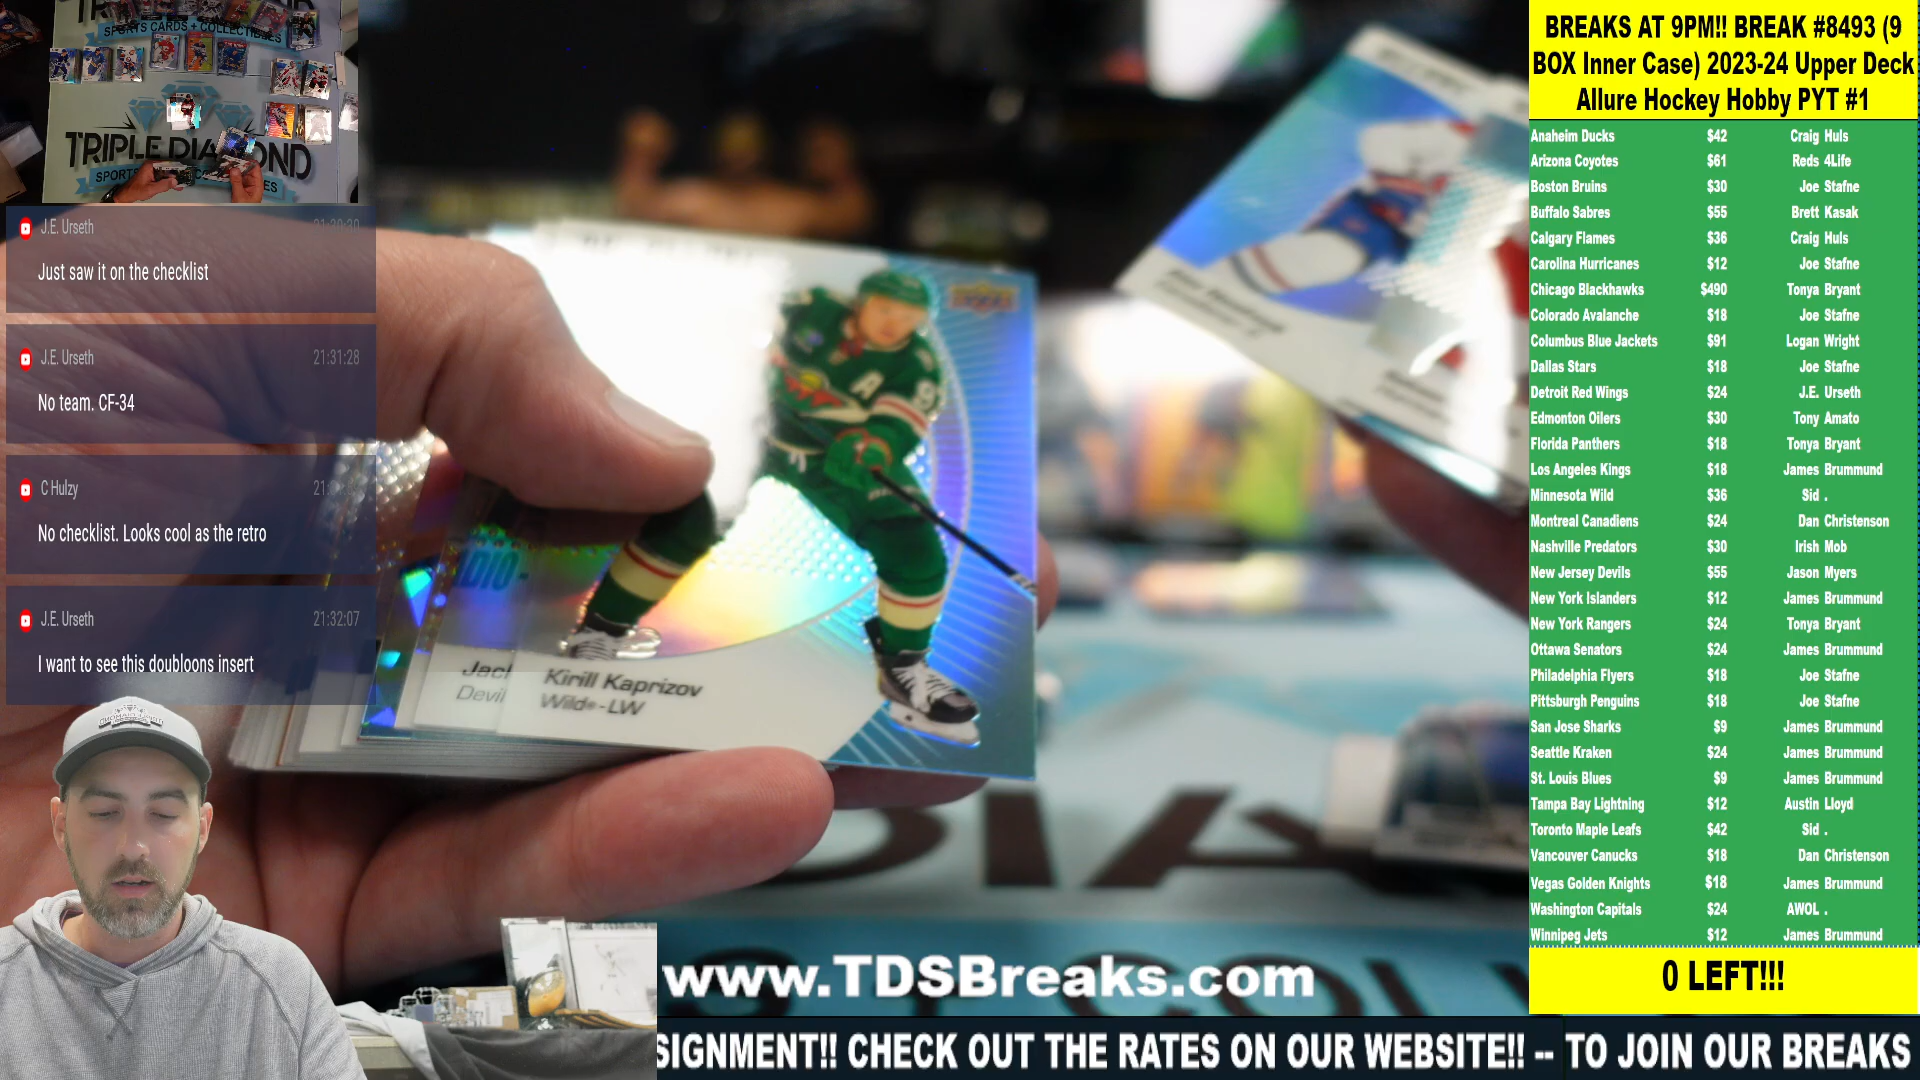 SPORTS CARDS + COLLECTIBLES
TRIPLE DIAMOND
SPORTS
J.E. Urseth
Just saw it on the checklist
J.E. Urseth 21:31:28
No team. CF-34
C Hulzy
No checklist. Looks cool as the retro
J.E. Urseth 21:32:07
I want to see this doubloons insert
Kirill Kaprizov
Wild - LW
Jacl
Devil
www.TDSBreaks.com
SIGNMENT!! CHECK OUT THE RATES ON OUR WEBSITE!! -- TO JOIN OUR BREAKS
BREAKS AT 9PM!! BREAK #8493 (9
BOX Inner Case) 2023-24 Upper Deck
Allure Hockey Hobby PYT #1
Anaheim Ducks $42 Craig Huls
Arizona Coyotes $61 Reds 4Life
Boston Bruins $30 Joe Stafne
Buffalo Sabres $55 Brett Kasak
Calgary Flames $36 Craig Huls
Carolina Hurricanes $12 Joe Stafne
Chicago Blackhawks $490 Tonya Bryant
Colorado Avalanche $18 Joe Stafne
Columbus Blue Jackets $91 Logan Wright
Dallas Stars $18 Joe Stafne
Detroit Red Wings $24 J.E. Urseth
Edmonton Oilers $30 Tony Amato
Florida Panthers $18 Tonya Bryant
Los Angeles Kings $18 James Brummund
Minnesota Wild $36 Sid .
Montreal Canadiens $24 Dan Christenson
Nashville Predators $30 Irish Mob
New Jersey Devils $55 Jason Myers
New York Islanders $12 James Brummund
New York Rangers $24 Tonya Bryant
Ottawa Senators $24 James Brummund
Philadelphia Flyers $18 Joe Stafne
Pittsburgh Penguins $18 Joe Stafne
San Jose Sharks $9 James Brummund
Seattle Kraken $24 James Brummund
St. Louis Blues $9 James Brummund
Tampa Bay Lightning $12 Austin Lloyd
Toronto Maple Leafs $42 Sid .
Vancouver Canucks $18 Dan Christenson
Vegas Golden Knights $18 James Brummund
Washington Capitals $24 AWOL .
Winnipeg Jets $12 James Brummund
0 LEFT!!!